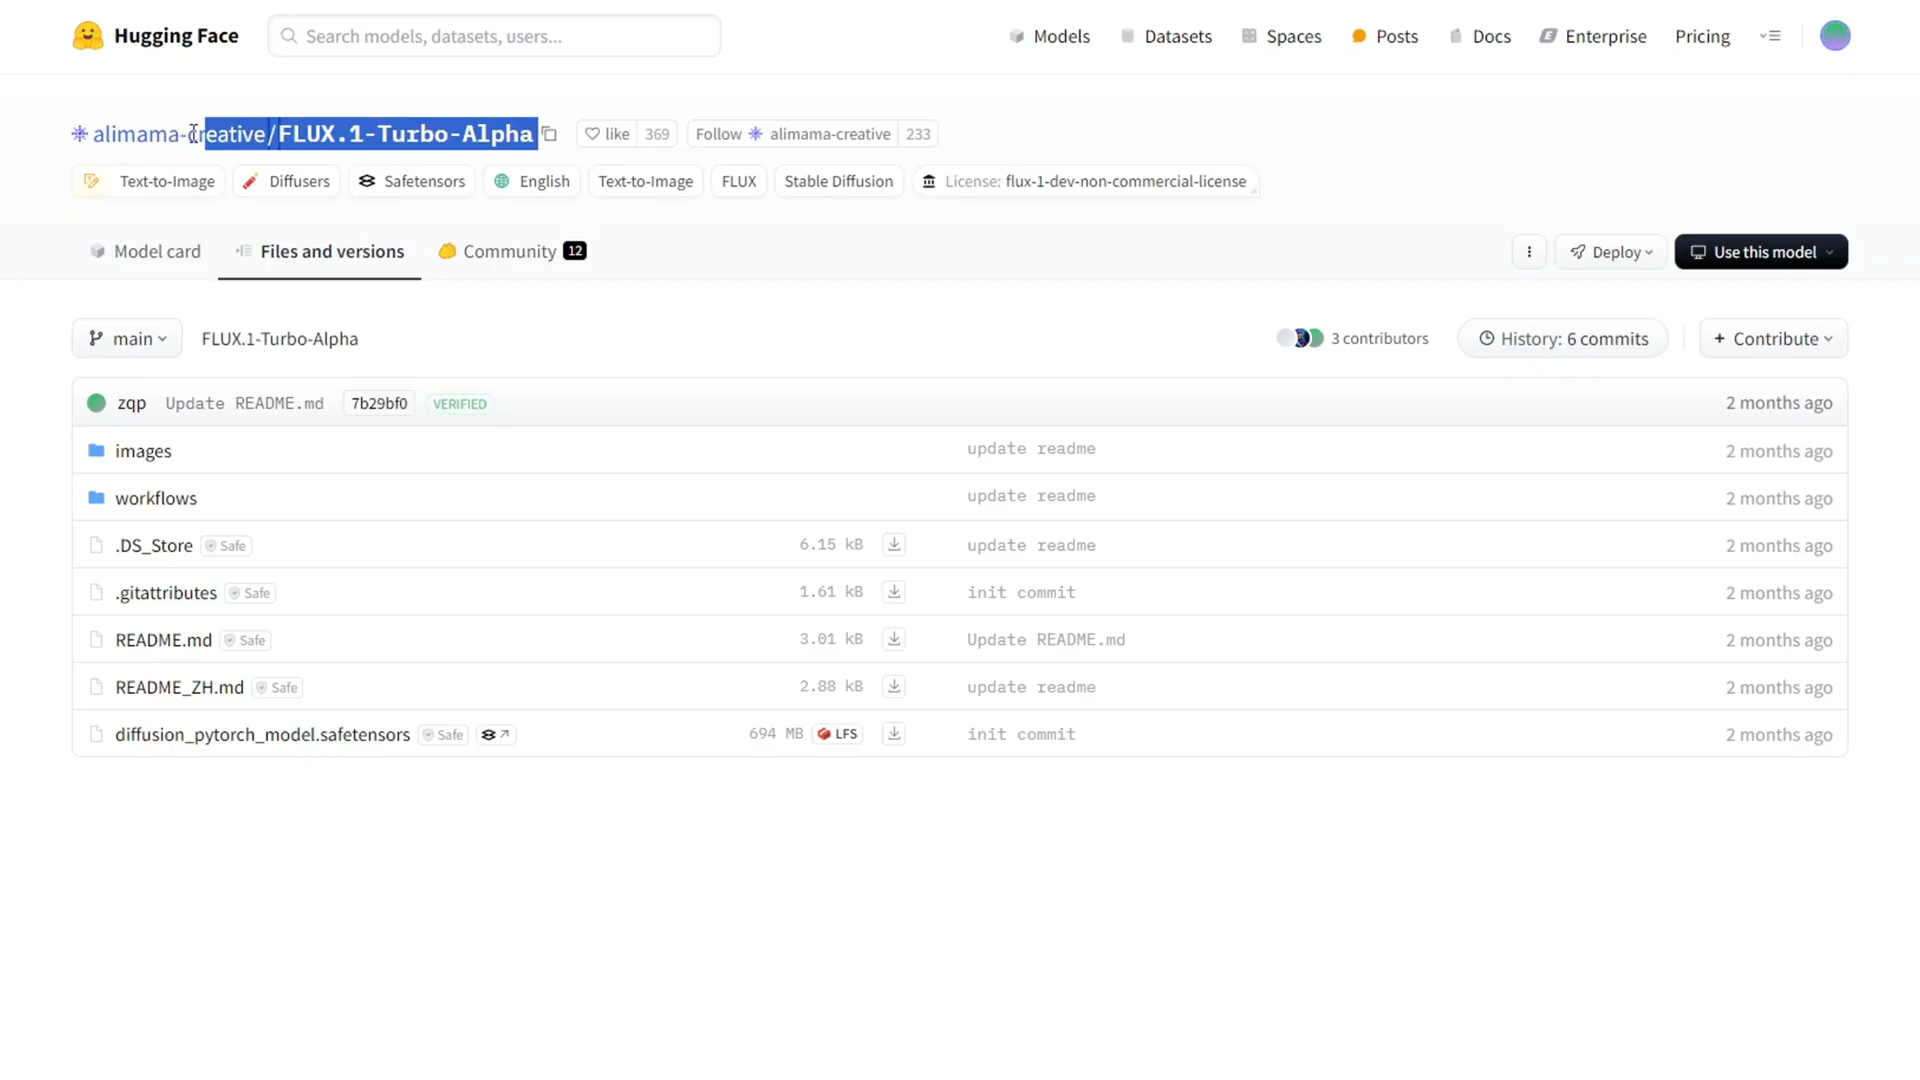 Hugging Face Search models, datasets, users... Models Datasets Spaces Posts Docs Enterprise Pricing
alimama-creative/FLUX.1-Turbo-Alpha like 369 Follow alimama-creative 233
Text-to-Image Diffusers Safetensors English Text-to-Image FLUX Stable Diffusion License: flux-1-dev-non-commercial-license
Model card Files and versions Community 12 Deploy Use this model
main FLUX.1-Turbo-Alpha 3 contributors History: 6 commits + Contribute
zqp Update README.md 7b29bf0 VERIFIED 2 months ago
images update readme 2 months ago
workflows update readme 2 months ago
.DS_Store Safe 6.15 kB update readme 2 months ago
.gitattributes Safe 1.61 kB init commit 2 months ago
README.md Safe 3.01 kB Update README.md 2 months ago
README_ZH.md Safe 2.88 kB update readme 2 months ago
diffusion_pytorch_model.safetensors Safe 694 MB LFS init commit 2 months ago